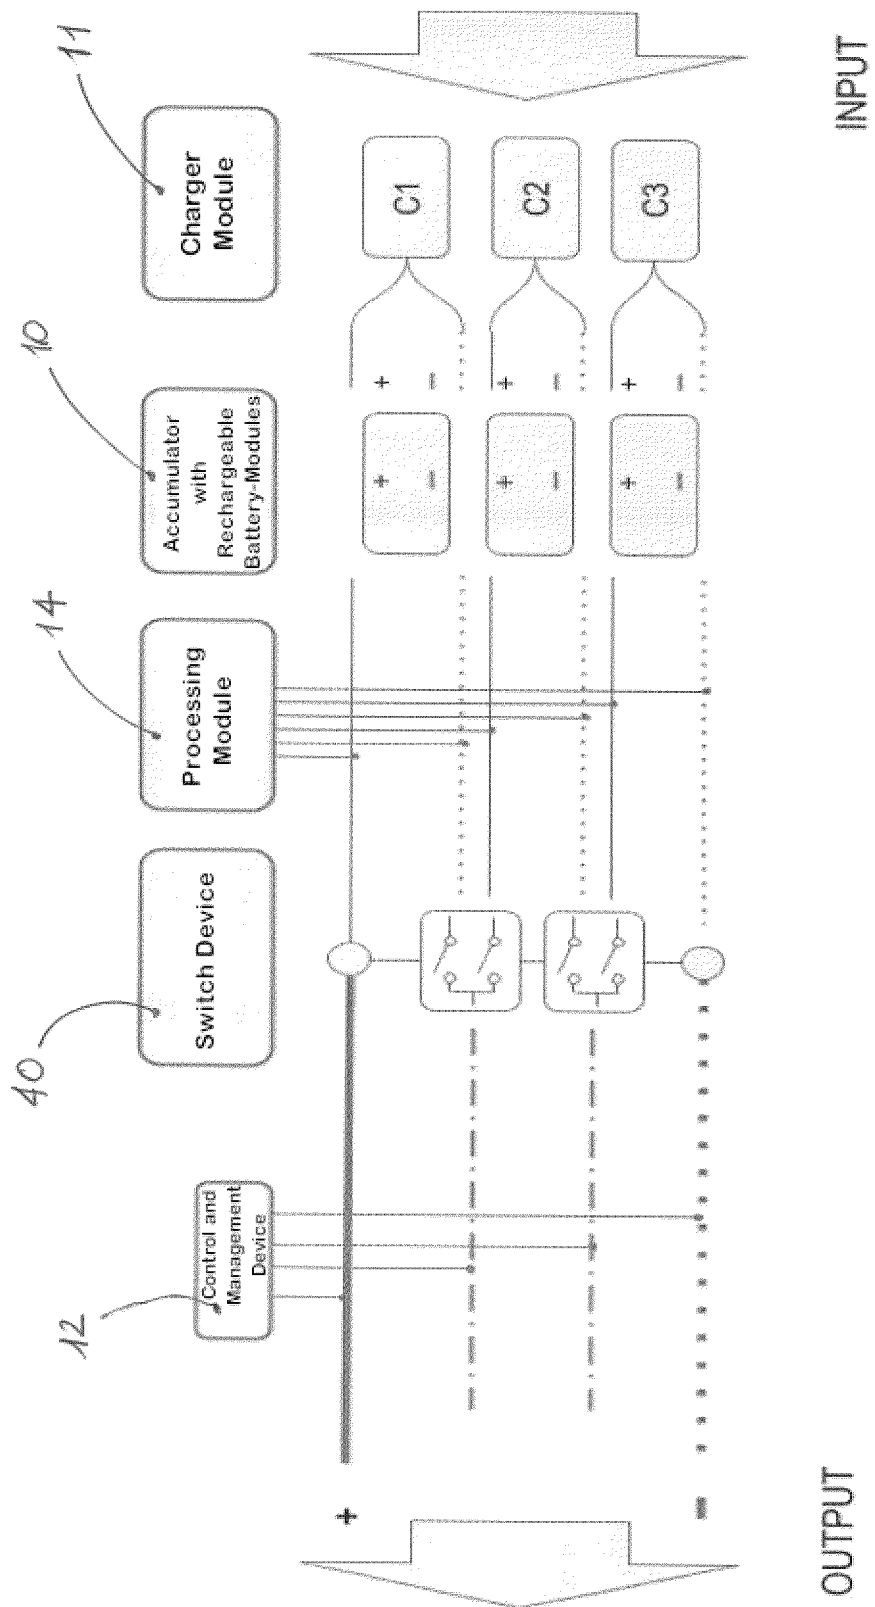 11
10
14
40
12
Charger
Module
Accumulator
with
Rechargeable
Battery-Modules
Processing
Module
Switch Device
Control and
Management
Device
C1
C2
C3
+
−
+
−
+
−
+
−
+
−
+
−
+
−
INPUT
OUTPUT